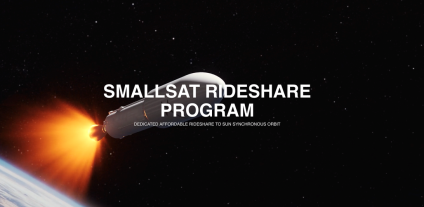 SMALLSAT RIDESHARE
PROGRAM
DEDICATED AFFORDABLE RIDESHARE TO SUN SYNCHRONOUS ORBIT